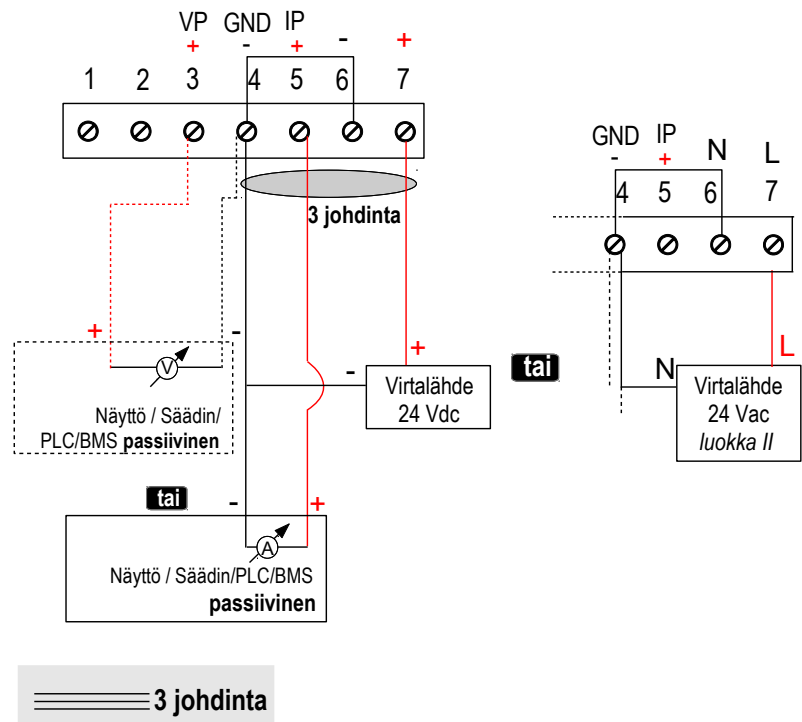 VP GND IP
+ - + - +
1 2 3 4 5 6 7
3 johdinta
+ -
V
Näyttö / Säädin/
PLC/BMS passiivinen
- +
Virtalähde
24 Vdc
tai
- +
A
Näyttö / Säädin/PLC/BMS
passiivinen
3 johdinta
tai
GND IP N L
- +
4 5 6 7
N L
Virtalähde
24 Vac
luokka II